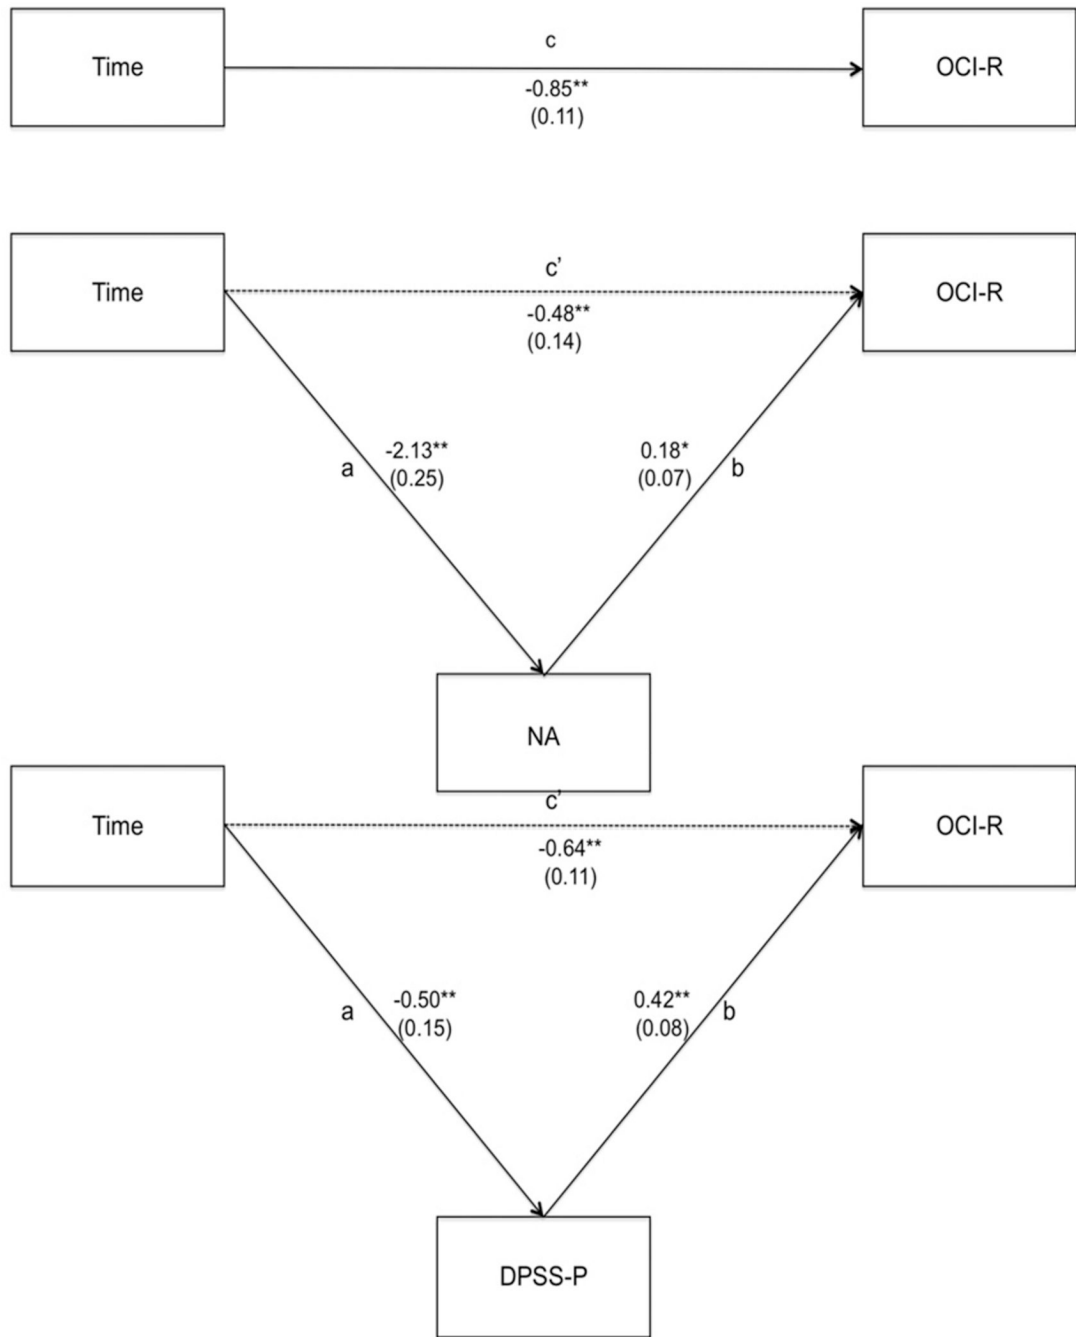 c
Time
OCI-R
-0.85**
(0.11)
c’
Time
OCI-R
-0.48**
(0.14)
-2.13**
(0.25)
a
0.18*
(0.07)
b
NA
c’
Time
OCI-R
-0.64**
(0.11)
-0.50**
(0.15)
a
0.42**
(0.08)
b
DPSS-P